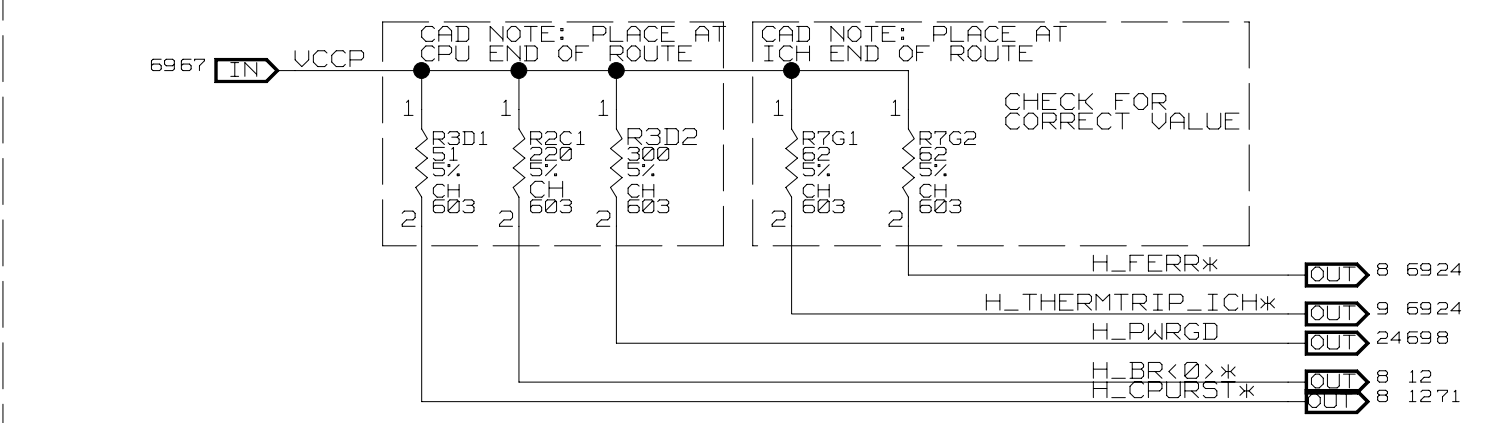 CAD NOTE: PLACE AT
CPU END OF ROUTE
CAD NOTE: PLACE AT
ICH END OF ROUTE
6967 IN VCCP
CHECK FOR
CORRECT VALUE
1 1 1 1 1
R3D1 R2C1 R3D2 R7G1 R7G2
51 220 300 62 62
5% 5% 5% 5% 5%
CH CH CH CH CH
603 603 603 603 603
2 2 2 2 2
H_FERR* OUT 8 6924
H_THERMTRIP_ICH* OUT 9 6924
H_PWRGD OUT 24698
H_BR<0>* OUT 8 12
H_CPURST* OUT 8 1271